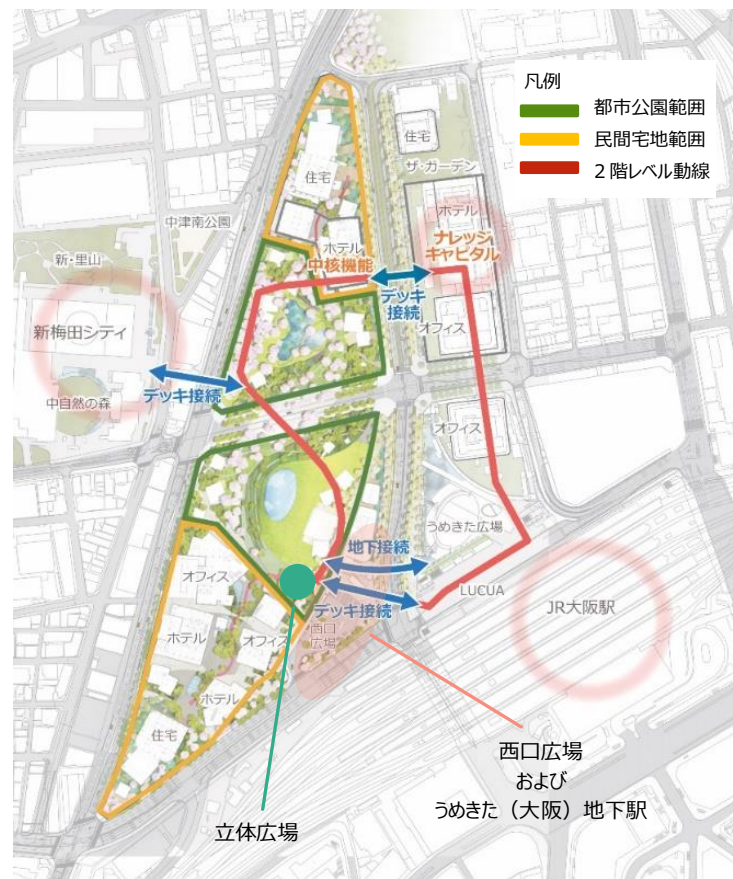 凡例
都市公園範囲
民間宅地範囲
2階レベル動線
住宅
ザ・ガーデン
住宅
ホテル
中津南公園
ナレッジ
キャピタル
ホテル
中核機能
新・里山
デッキ
接続
オフィス
新梅田シティ
デッキ接続
中自然の森
オフィス
うめきた広場
地下接続
オフィス
LUCUA
JR大阪駅
デッキ接続
ホテル
オフィス
西口
広場
ホテル
住宅
西口広場
および
うめきた（大阪）地下駅
立体広場